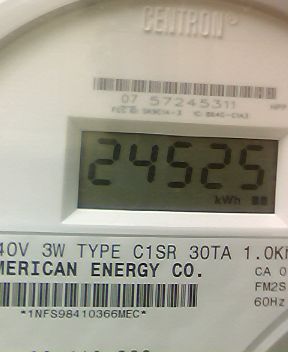 CENTRON
07 57245311
24525
kWh
40V 3W TYPE C1SR 30TA 1.0K
MERICAN ENERGY CO. CA 0
FM2S
60Hz
*1NFS98410366MEC*